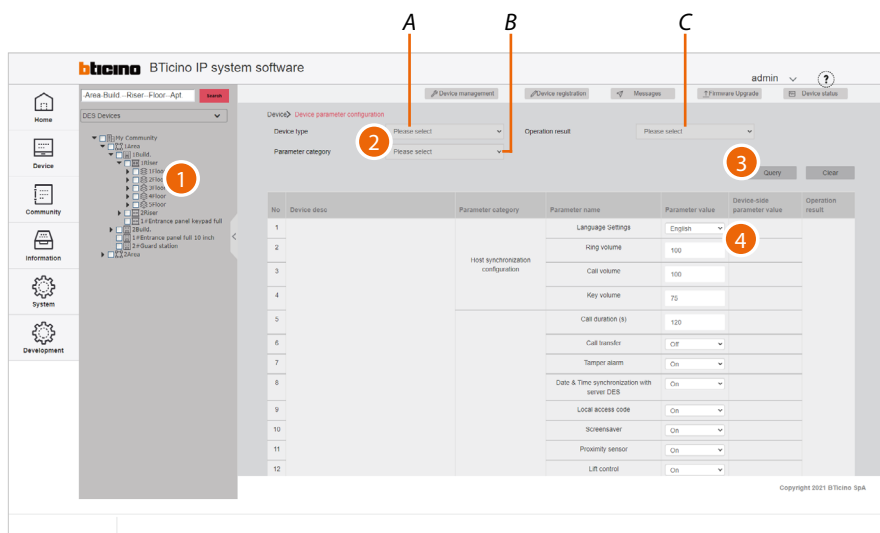 A B C
bticino BTicino IP system software
admin
?
Area-Build.-Riser-Floor-Apt Search
Device management Device registration Messages Firmware Upgrade Device status
Home
DES Devices
Device> Device parameter configuration
Device type Please select Operation result Please select
2
Parameter category Please select
My Community
1Area
1Build.
1Riser
1Floor
2Floor
3Floor
4Floor
5Floor
2Riser
1#Entrance panel keypad full
2Build.
1#Entrance panel full 10 inch
2#Guard station
2Area
1
Device
Community
Information
System
Development
3
Query Clear
No Device desc Parameter category Parameter name Parameter value Device-side parameter value Operation result
4
Host synchronization
configuration
1 Language Settings English
2 Ring volume 100
3 Call volume 100
4 Key volume 75
5 Call duration (s) 120
6 Call transfer Off
7 Tamper alarm On
8 Date & Time synchronization with
server DES On
9 Local access code On
10 Screensaver On
11 Proximity sensor On
12 Lift control On
Copyright 2021 BTicino SpA